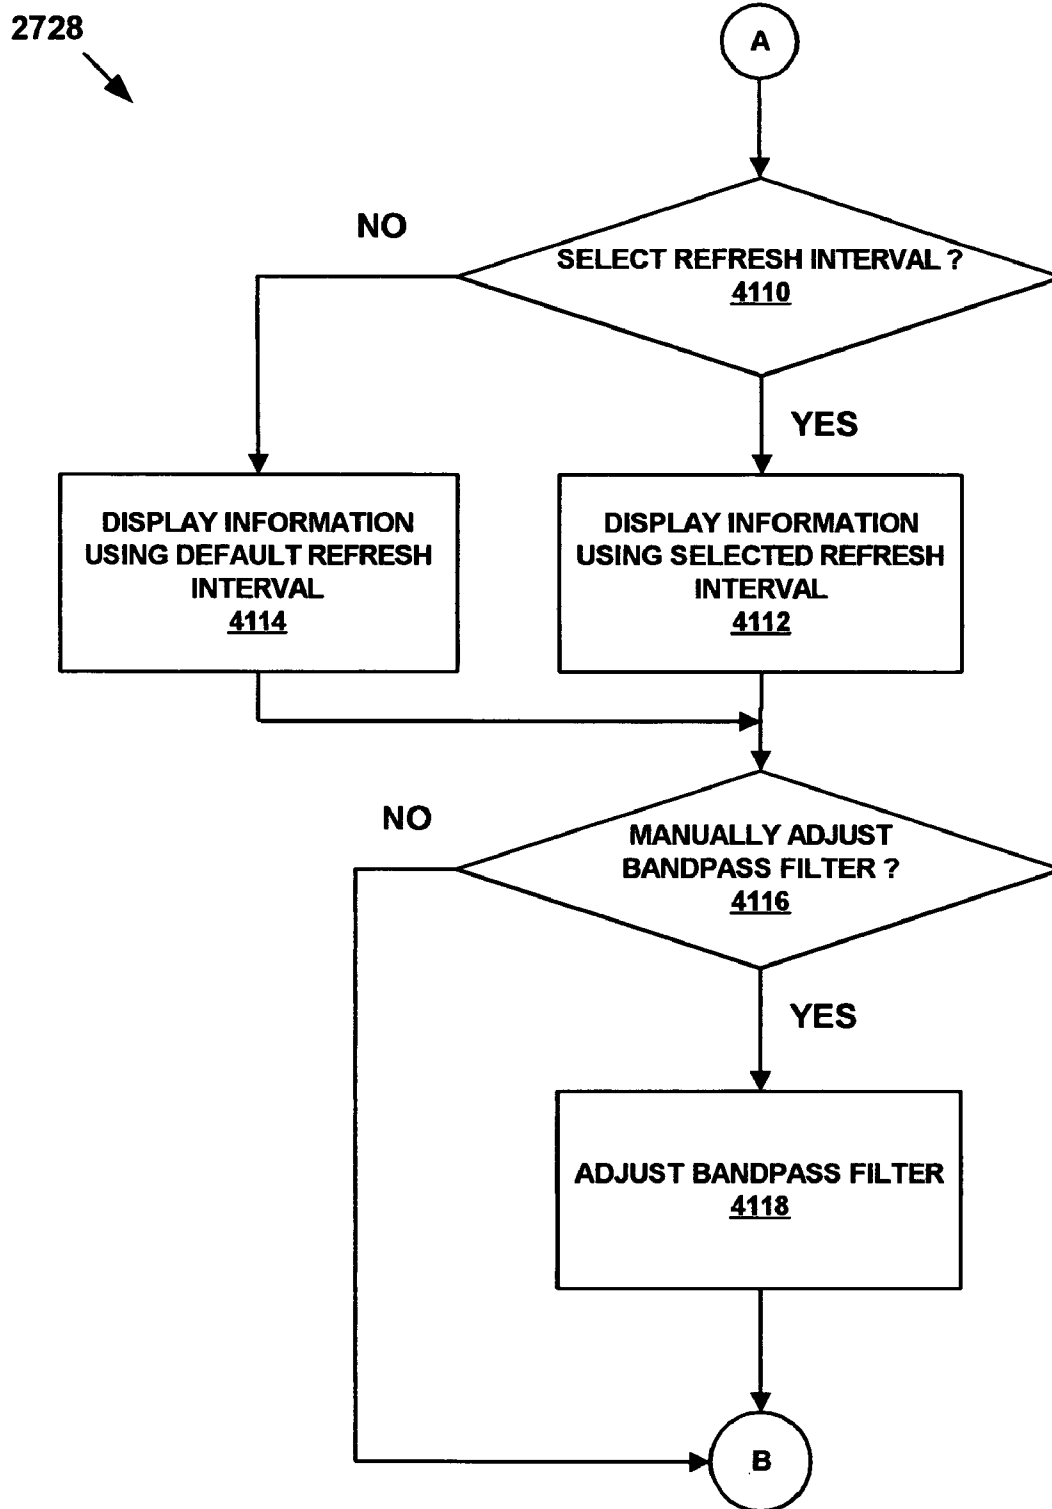 2728
A
NO
SELECT REFRESH INTERVAL ?
4110
YES
DISPLAY INFORMATION
USING DEFAULT REFRESH
INTERVAL
4114
DISPLAY INFORMATION
USING SELECTED REFRESH
INTERVAL
4112
NO
MANUALLY ADJUST
BANDPASS FILTER ?
4116
YES
ADJUST BANDPASS FILTER
4118
B